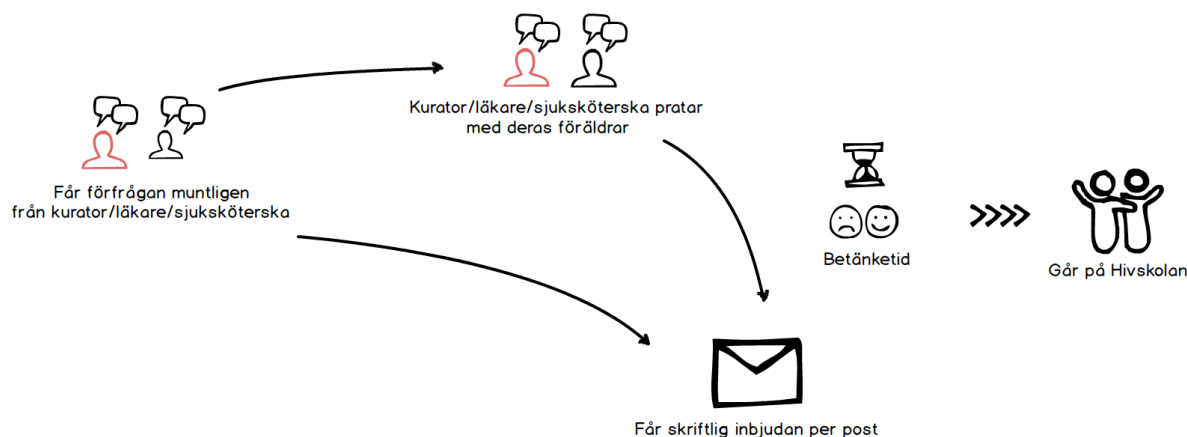 Får förfrågan muntligen
från kurator/läkare/sjuksköterska
Kurator/läkare/sjuksköterska pratar
med deras föräldrar
Får skriftlig inbjudan per post
Betänketid
Går på Hivskolan